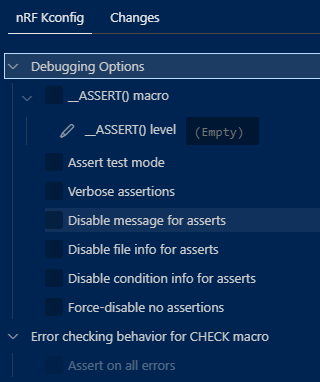 nRF Kconfig Changes
Debugging Options
__ASSERT() macro
__ASSERT() level (Empty)
Assert test mode
Verbose assertions
Disable message for asserts
Disable file info for asserts
Disable condition info for asserts
Force-disable no assertions
Error checking behavior for CHECK macro
Assert on all errors